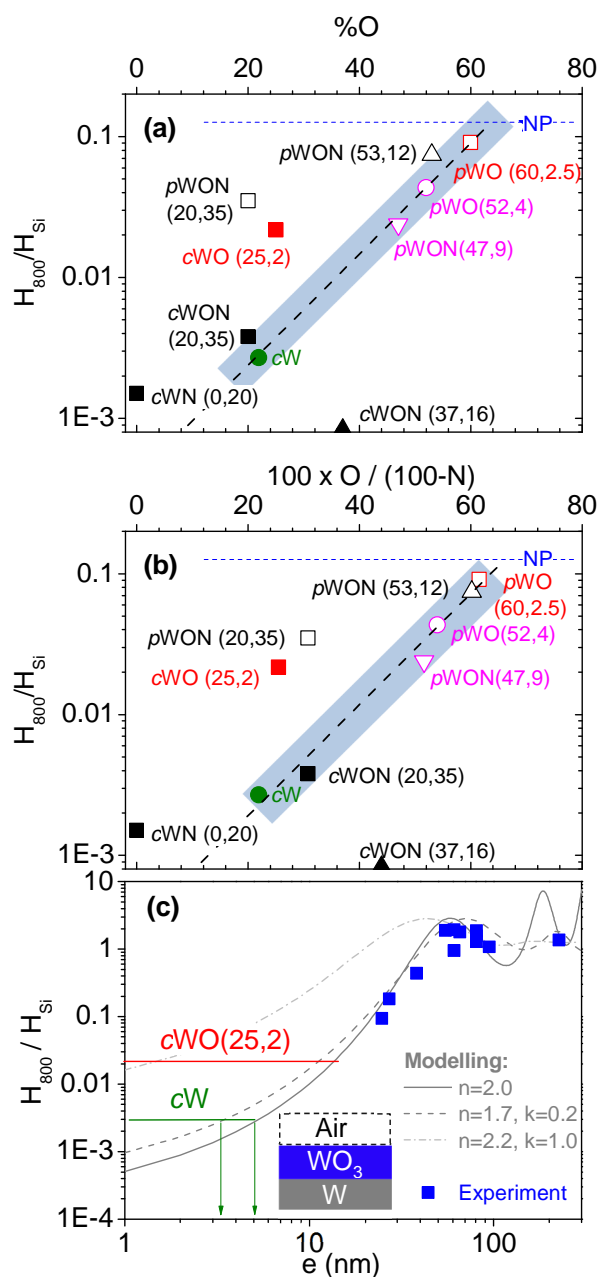 %O
0 20 40 60 80
(a)
NP
pWON (53,12)
pWO (60,2.5)
pWON
(20,35)
pWO(52,4)
cWO (25,2)
pWON(47,9)
cWON
(20,35)
cW
cWN (0,20)
cWON (37,16)
0.1
0.01
1E-3
H800/HSi
100 x O / (100-N)
0 20 40 60 80
(b)
NP
pWON (53,12)
pWO
(60,2.5)
pWON (20,35)
pWO(52,4)
cWO (25,2)
pWON(47,9)
cWON (20,35)
cW
cWN (0,20)
cWON (37,16)
0.1
0.01
1E-3
H800/HSi
(c)
10
1
0.1
0.01
1E-3
1E-4
H800 / HSi
cWO(25,2)
cW
Modelling:
n=2.0
n=1.7, k=0.2
n=2.2, k=1.0
Experiment
Air
WO3
W
1 10 100
e (nm)